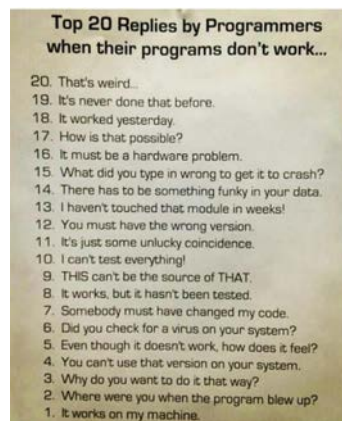 Top 20 Replies by Programmers
when their programs don't work...
20. That's weird...
19. It's never done that before.
18. It worked yesterday.
17. How is that possible?
16. It must be a hardware problem.
15. What did you type in wrong to get it to crash?
14. There has to be something funky in your data.
13. I haven't touched that module in weeks!
12. You must have the wrong version.
11. It's just some unlucky coincidence.
10. I can't test everything!
9. THIS can't be the source of THAT.
8. It works, but it hasn't been tested.
7. Somebody must have changed my code.
6. Did you check for a virus on your system?
5. Even though it doesn't work, how does it feel?
4. You can't use that version on your system.
3. Why do you want to do it that way?
2. Where were you when the program blew up?
1. It works on my machine.